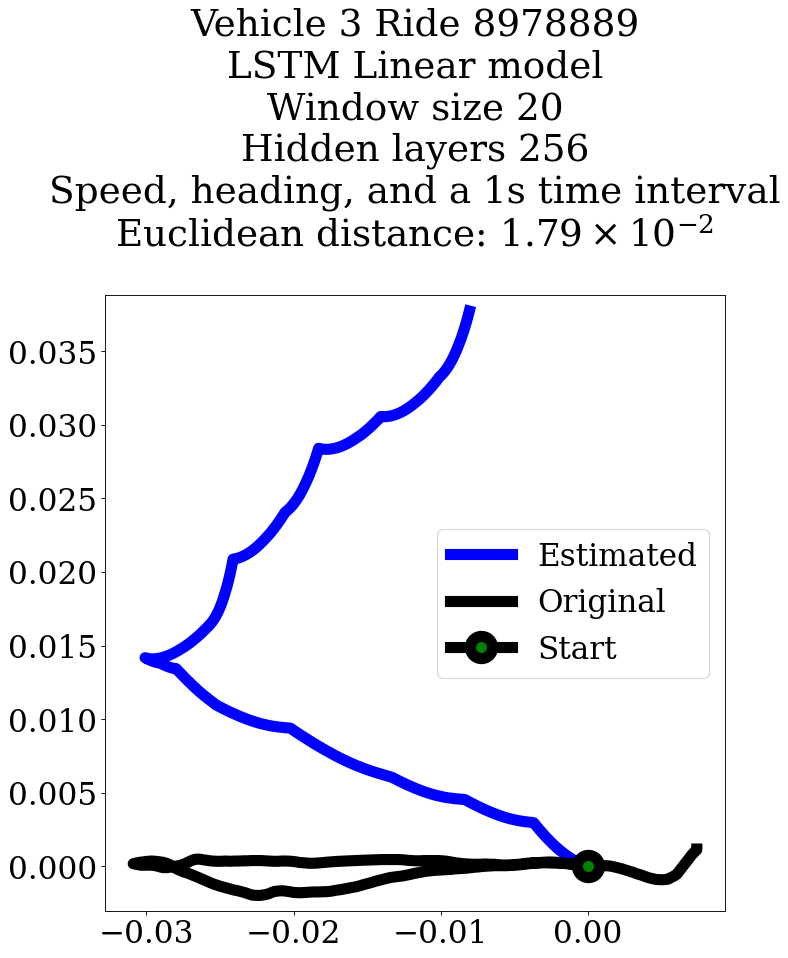 Vehicle 3 Ride 8978889
LSTM Linear model
Window size 20
Hidden layers 256
Speed, heading, and a 1s time interval
Euclidean distance: 1.79 × 10⁻²
0.035
0.030
0.025
0.020
0.015
0.010
0.005
0.000
Estimated
Original
Start
−0.03 −0.02 −0.01 0.00